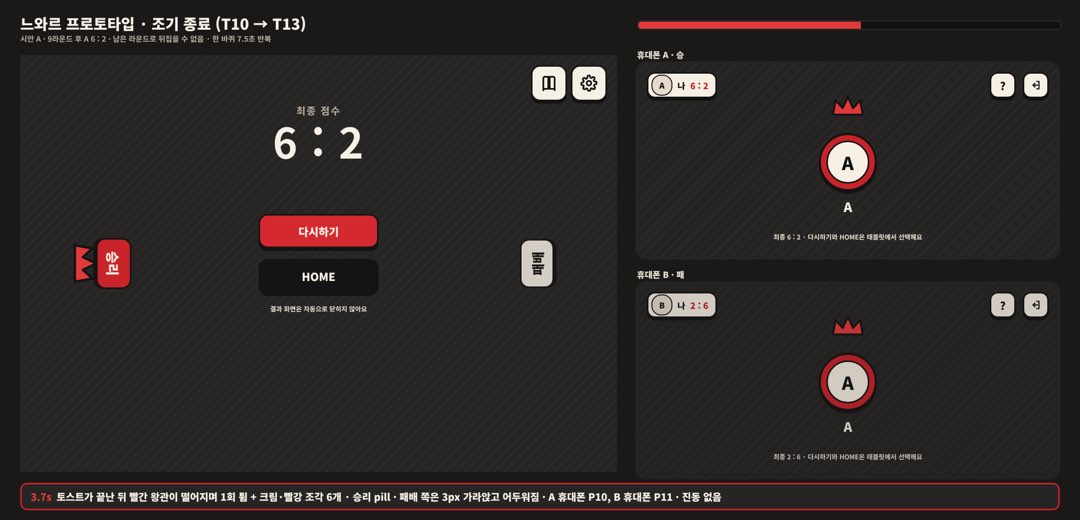 느와르 프로토타입 · 조기 종료 (T10 → T13)
시안 A · 9라운드 후 A 6 : 2 · 남은 라운드로 뒤집을 수 없음 · 한 바퀴 7.5초 반복
최종 점수
6 : 2
승리
다시하기
HOME
결과 화면은 자동으로 닫히지 않아요
패배
휴대폰 A · 승
A 나 6 : 2
?
A
A
최종 6 : 2 · 다시하기와 HOME은 태블릿에서 선택해요
휴대폰 B · 패
B 나 2 : 6
?
A
A
최종 2 : 6 · 다시하기와 HOME은 태블릿에서 선택해요
3.7s 토스트가 끝난 뒤 빨간 왕관이 떨어지며 1회 튐 + 크림·빨강 조각 6개 · 승리 pill · 패배 쪽은 3px 가라앉고 어두워짐 · A 휴대폰 P10, B 휴대폰 P11 · 진동 없음